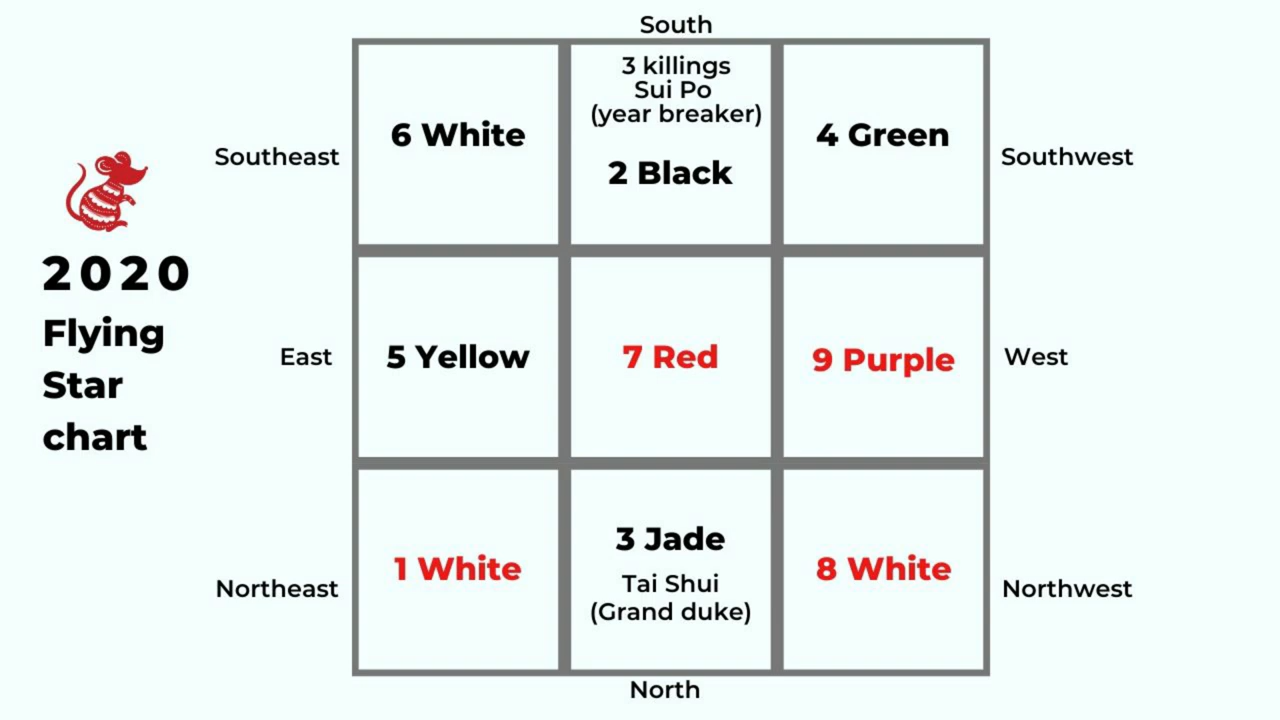 South
3 killings
Sui Po
(year breaker)
6 White
2 Black
4 Green
Southeast
Southwest
2020
Flying
Star
chart
East
5 Yellow
7 Red
9 Purple
West
1 White
3 Jade
Tai Shui
(Grand duke)
8 White
Northeast
Northwest
North